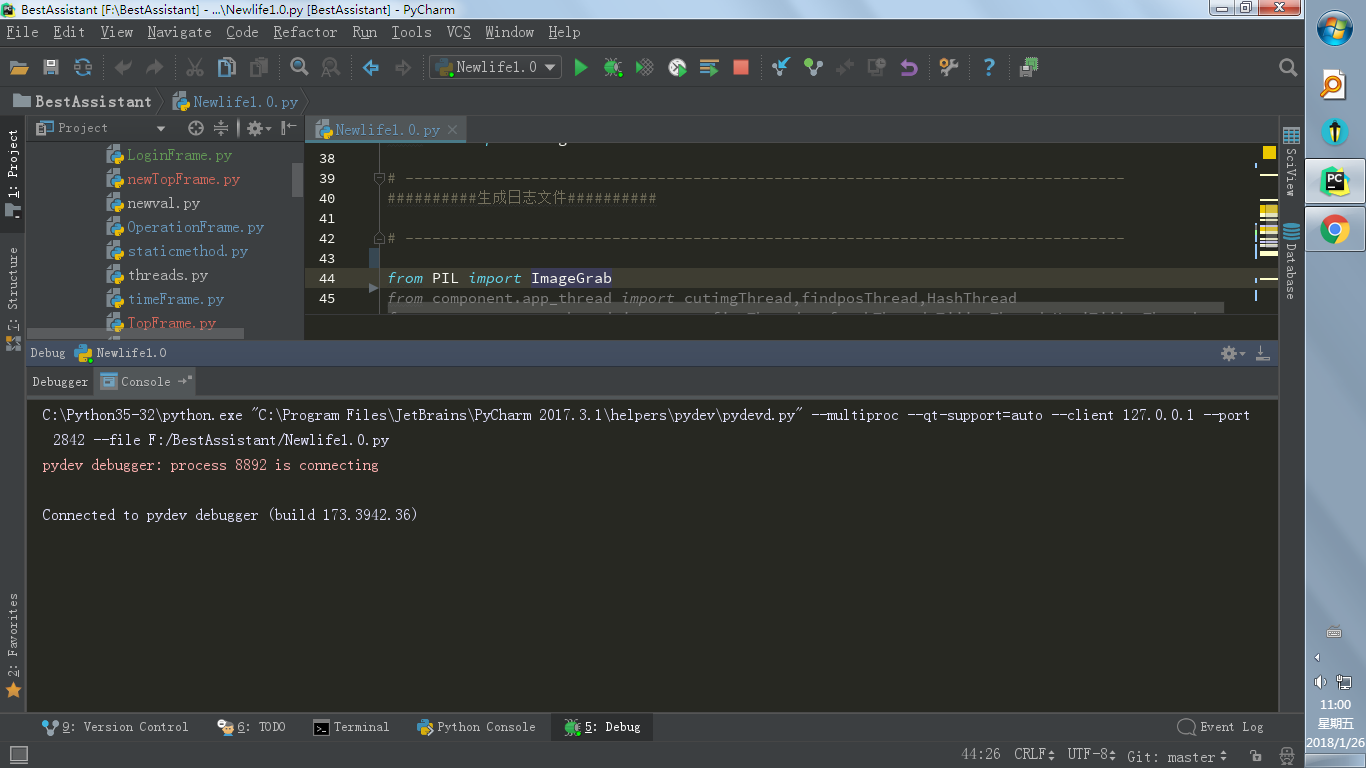 BestAssistant [F:\BestAssistant] - ...\Newlife1.0.py [BestAssistant] - PyCharm
File Edit View Navigate Code Refactor Run Tools VCS Window Help
Newlife1.0
BestAssistant Newlife1.0.py
1: Project
Project
Newlife1.0.py
LoginFrame.py
newTopFrame.py
newval.py
OperationFrame.py
staticmethod.py
threads.py
timeFrame.py
TopFrame.py
7: Structure
2: Favorites
38
39 # --------------------------------------------------------------------------------
40 ##########生成日志文件##########
41
42 # --------------------------------------------------------------------------------
43
44 from PIL import ImageGrab
45 from component.app_thread import cutimgThread,findposThread,HashThread
SciView
Database
Debug Newlife1.0
Debugger Console
C:\Python35-32\python.exe "C:\Program Files\JetBrains\PyCharm 2017.3.1\helpers\pydev\pydevd.py" --multiproc --qt-support=auto --client 127.0.0.1 --port
2842 --file F:/BestAssistant/Newlife1.0.py
pydev debugger: process 8892 is connecting
Connected to pydev debugger (build 173.3942.36)
9: Version Control 6: TODO Terminal Python Console 5: Debug Event Log
44:26 CRLF UTF-8 Git: master
PC
11:00
星期五
2018/1/26